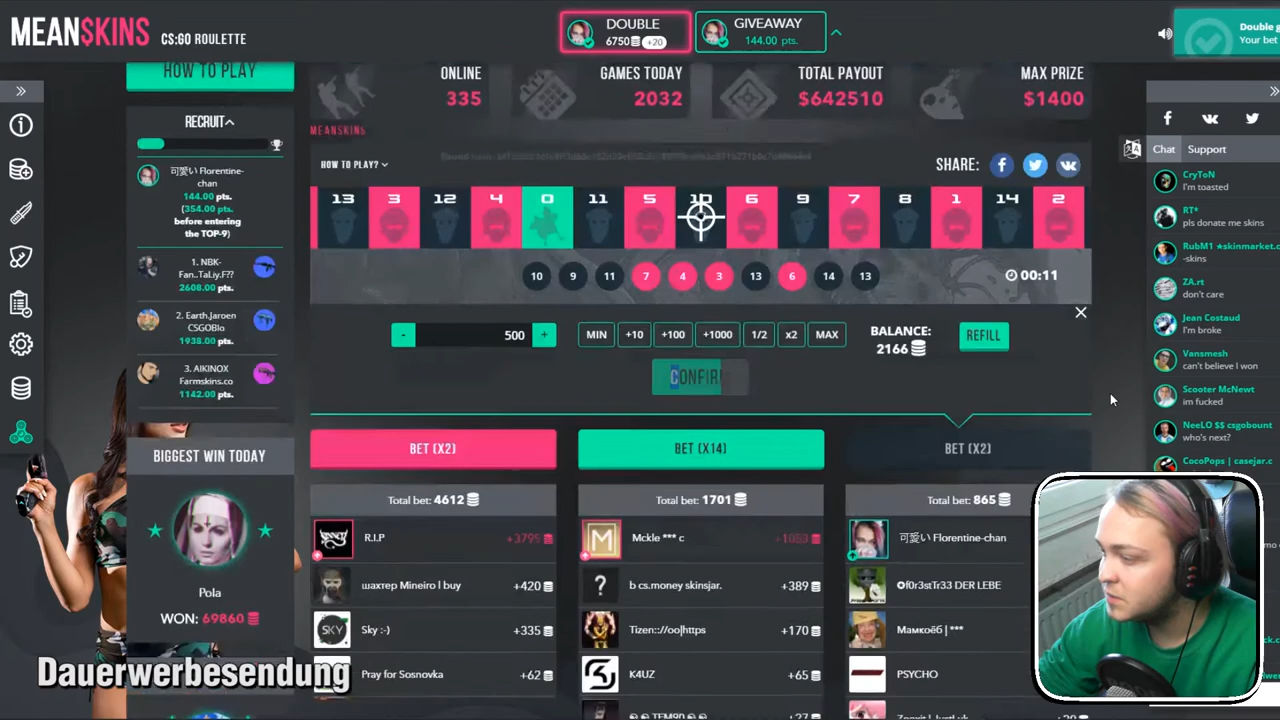 MEAN$KINS CS:GO ROULETTE
DOUBLE
6750 +20
GIVEAWAY
144.00 pts.
Double g
Your bet
HOW TO PLAY
ONLINE
335
GAMES TODAY
2032
TOTAL PAYOUT
$642510
MAX PRIZE
$1400
MEANSKINS
RECRUIT
可愛い Florentine-
chan
144.00 pts.
(354.00 pts.
before entering
the TOP-9)
1. NBK-
Fan..Tal.iy.F??
2608.00 pts.
2. Earth.Jaroen
CSGOBlo
1938.00 pts.
3. AIKINOX
Farmskins.co
1142.00 pts.
HOW TO PLAY?
SHARE:
13 3 12 4 0 11 5 10 6 9 7 8 1 14 2
10 9 11 7 4 3 13 6 14 13
00:11
- 500 +
MIN +10 +100 +1000 1/2 x2 MAX
BALANCE:
2166
REFILL
CONFIR
BET (X2)
BET (X14)
BET (X2)
Total bet: 4612
R.I.P +3795
шахтер Mineiro l buy +420
Sky :-) +335
SKY
Pray for Sosnovka +62
Total bet: 1701
Mckle *** c
M
b cs.money skinsjar. +389
?
Tizen:://oo|https +170
K4UZ +65
+27
Total bet: 865
可愛い Florentine-chan
✪f0r3stTr33 DER LEBE
Мамкоёб | ***
PSYCHO
BIGGEST WIN TODAY
Pola
WON: 69860
Chat Support
CryToN
I'm toasted
RT*
pls donate me skins
RubM1 ★skinmarket.c
-skins
ZA.rt
don't care
Jean Costaud
I'm broke
Vansmesh
can't believe I won
Scooter McNewt
im fucked
NeeLO $$ csgobount
who's next?
CocoPops | casejar.c
Dauerwerbesendung